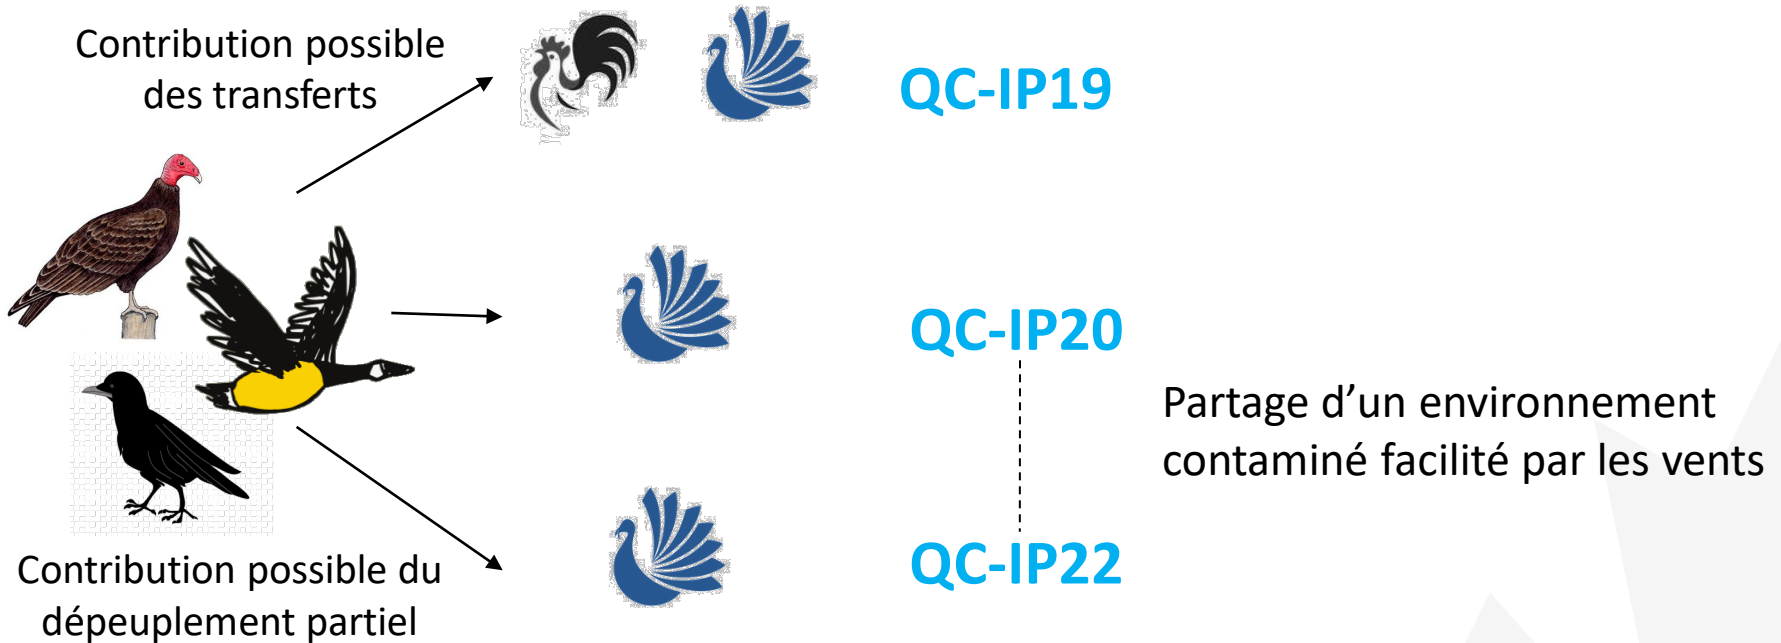 Contribution possible
des transferts
QC-IP19
QC-IP20
Partage d’un environnement
contaminé facilité par les vents
QC-IP22
Contribution possible du
dépeuplement partiel